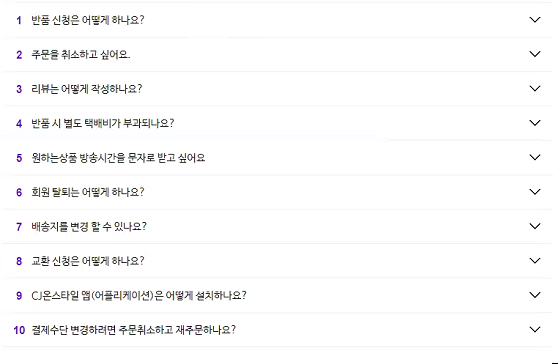 1 반품 신청은 어떻게 하나요?
2 주문을 취소하고 싶어요.
3 리뷰는 어떻게 작성하나요?
4 반품 시 별도 택배비가 부과되나요?
5 원하는상품 방송시간을 문자로 받고 싶어요
6 회원 탈퇴는 어떻게 하나요?
7 배송지를 변경 할 수 있나요?
8 교환 신청은 어떻게 하나요?
9 CJ온스타일 앱(어플리케이션)은 어떻게 설치하나요?
10 결제수단 변경하려면 주문취소하고 재주문하나요?